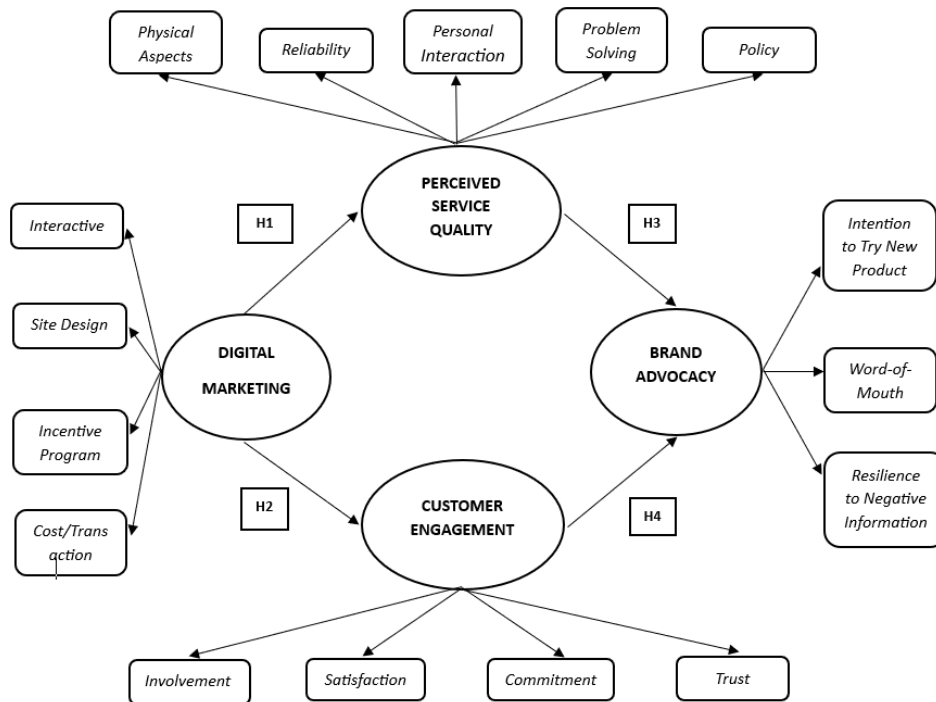 Physical
Aspects
Reliability
Personal
Interaction
Problem
Solving
Policy
PERCEIVED
SERVICE
QUALITY
H1
H3
Interactive
Site Design
Incentive
Program
Cost/Trans
action
DIGITAL
MARKETING
BRAND
ADVOCACY
Intention
to Try New
Product
Word-of-
Mouth
Resilience
to Negative
Information
H2
H4
CUSTOMER
ENGAGEMENT
Involvement
Satisfaction
Commitment
Trust